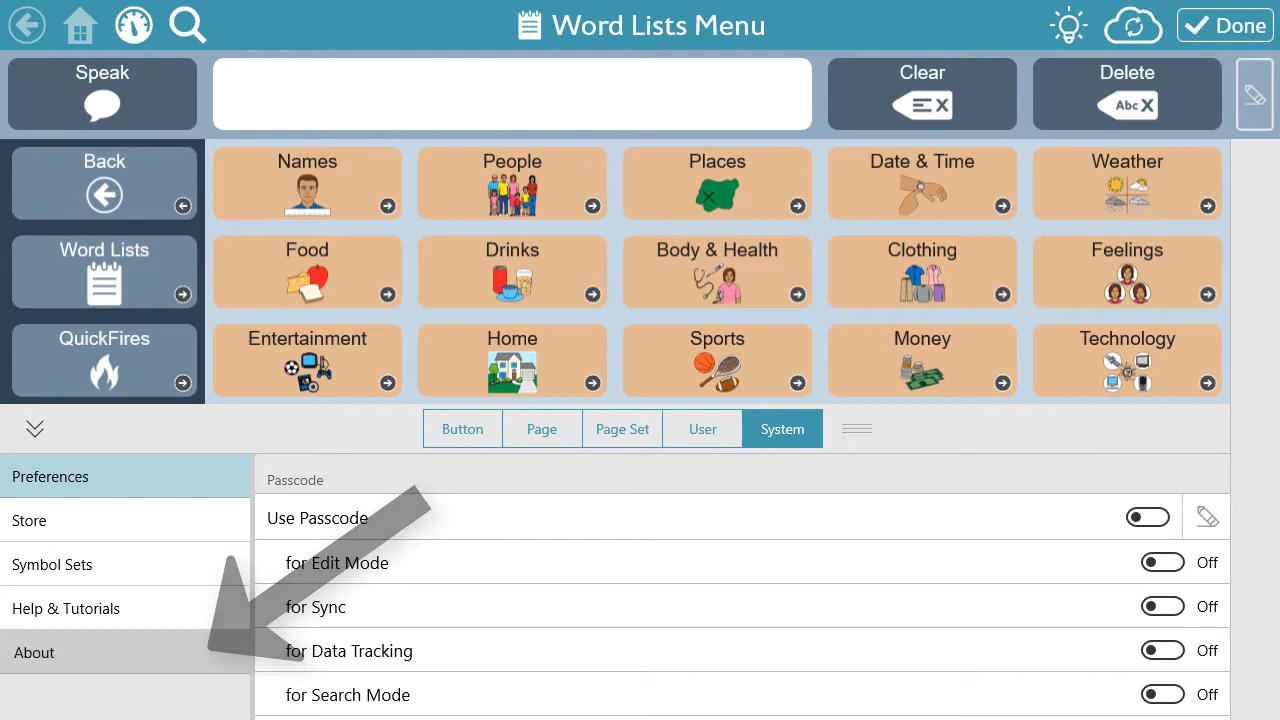 Word Lists Menu
Done
Speak
Clear
Delete
Abc X
Back
Names
People
Places
Date & Time
Weather
Word Lists
Food
Drinks
Body & Health
Clothing
Feelings
QuickFires
Entertainment
Home
Sports
Money
Technology
Button
Page
Page Set
User
System
Preferences
Store
Symbol Sets
Help & Tutorials
About
Passcode
Use Passcode
for Edit Mode
Off
for Sync
Off
for Data Tracking
Off
for Search Mode
Off